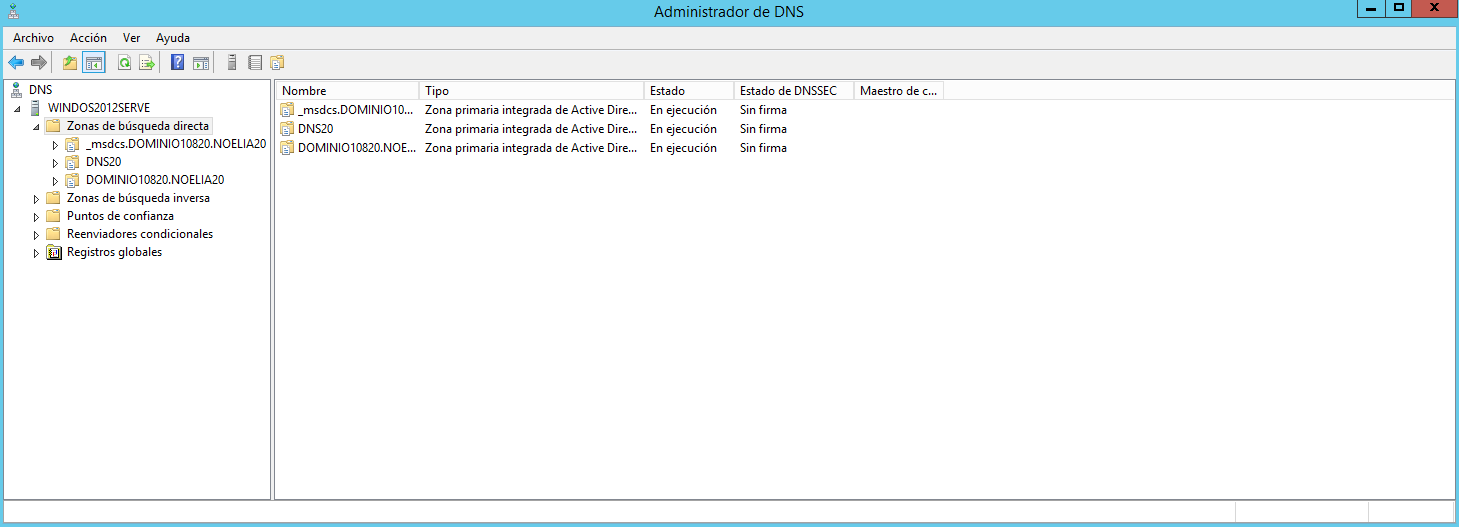 Administrador de DNS
Archivo Acción Ver Ayuda
DNS
WINDOS2012SERVE
Zonas de búsqueda directa
_msdcs.DOMINIO10820.NOELIA20
DNS20
DOMINIO10820.NOELIA20
Zonas de búsqueda inversa
Puntos de confianza
Reenviadores condicionales
Registros globales
Nombre Tipo Estado Estado de DNSSEC Maestro de c...
_msdcs.DOMINIO10... Zona primaria integrada de Active Dire... En ejecución Sin firma
DNS20 Zona primaria integrada de Active Dire... En ejecución Sin firma
DOMINIO10820.NOE... Zona primaria integrada de Active Dire... En ejecución Sin firma